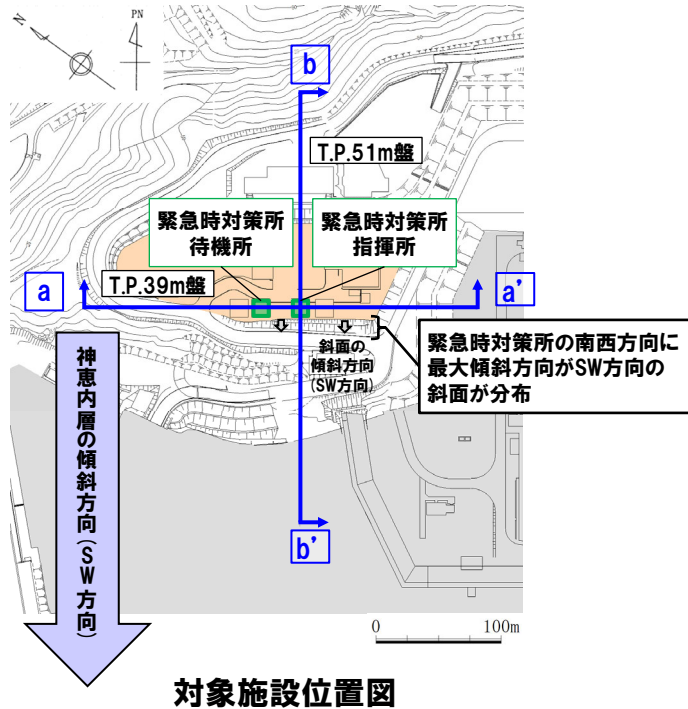 N
PN
b
T.P.51m盤
緊急時対策所
待機所
緊急時対策所
指揮所
T.P.39m盤
a
a’
斜面の
傾斜方向
(SW方向)
緊急時対策所の南西方向に
最大傾斜方向がSW方向の
斜面が分布
神恵内層の傾斜方向(SW方向)
b’
0 100m
対象施設位置図